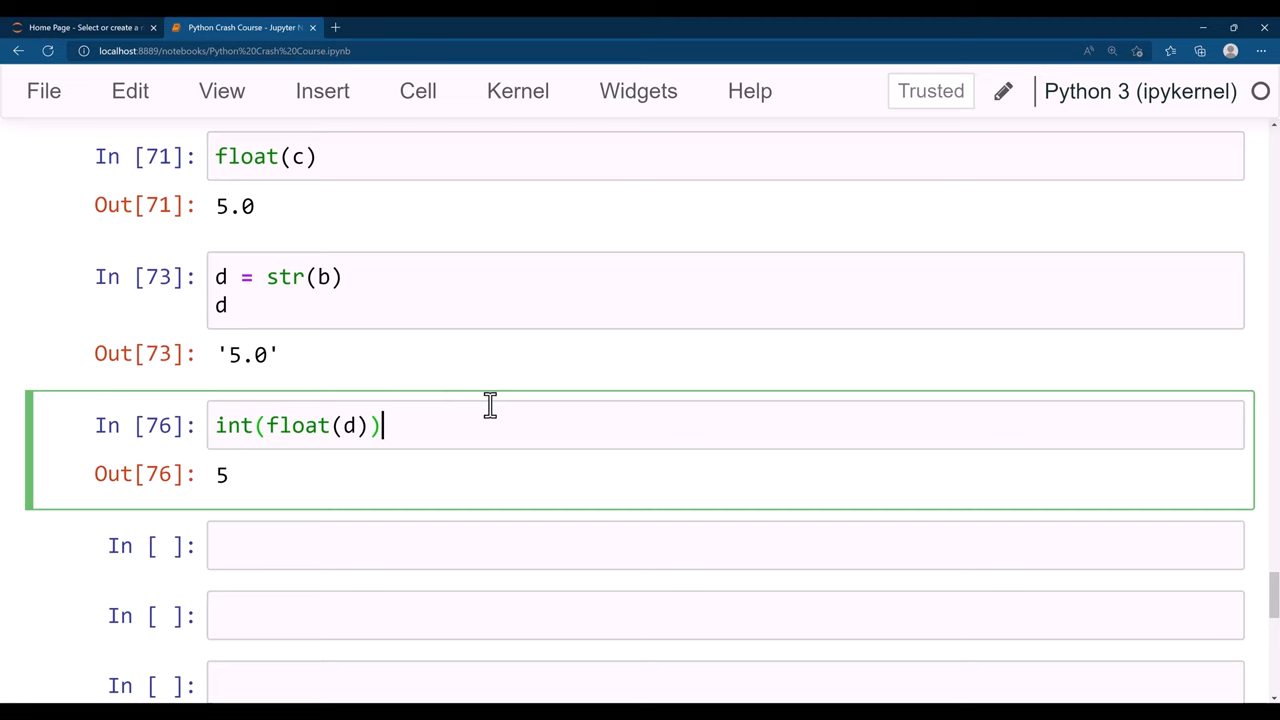 Home Page - Select or create a n
Python Crash Course - Jupyter N
localhost:8889/notebooks/Python%20Crash%20Course.ipynb
File Edit View Insert Cell Kernel Widgets Help Trusted Python 3 (ipykernel)
In [71]: float(c)
Out[71]: 5.0
In [73]: d = str(b)
d
Out[73]: '5.0'
In [76]: int(float(d))
Out[76]: 5
In [ ]:
In [ ]:
In [ ]: